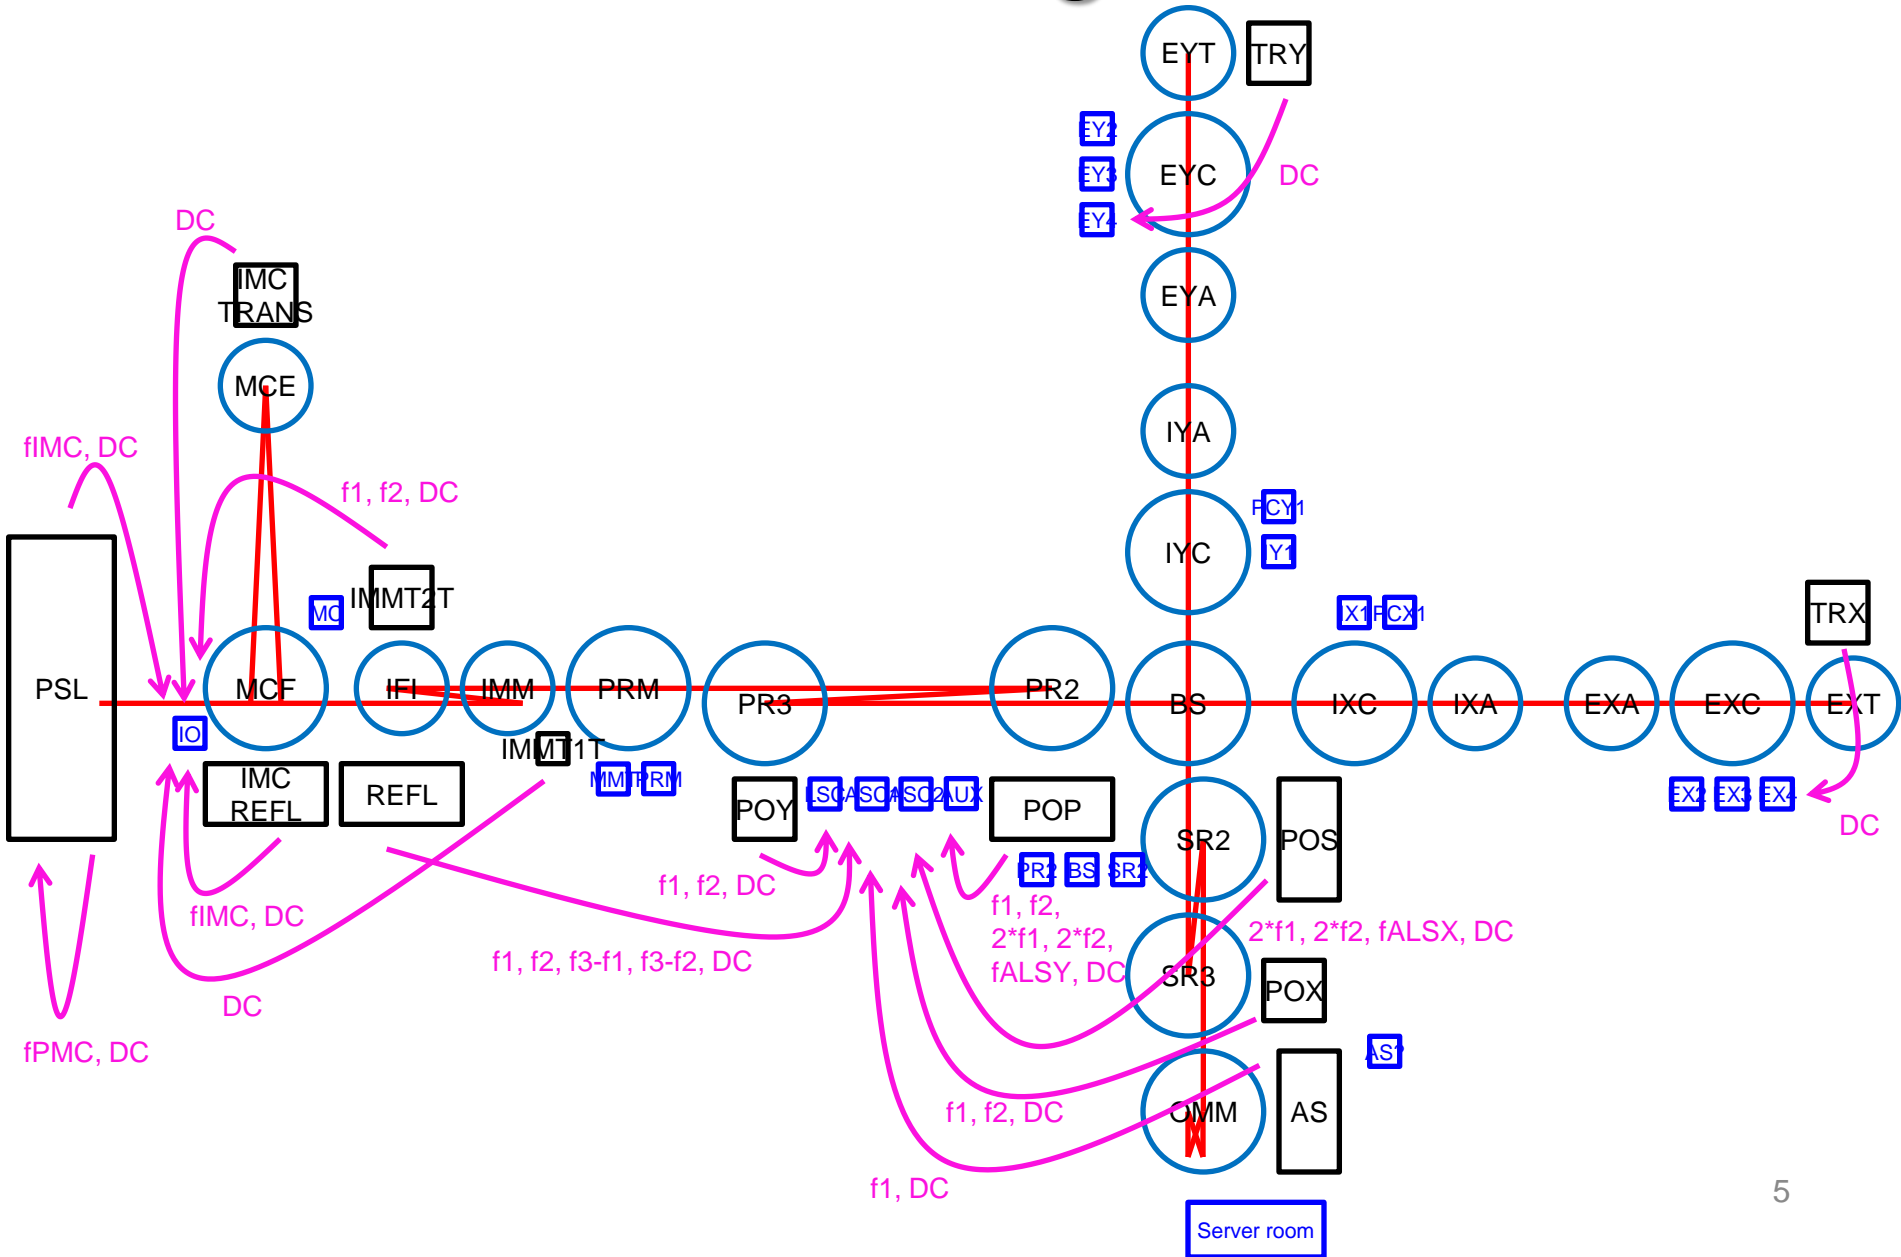 EYT
TRY
EY2
EY3
EYC
DC
EY4
DC
IMC
TRANS
EYA
MCE
IYA
fIMC, DC
f1, f2, DC
PCY1
IYC
IY1
IMMT2T
MC
IX1
PCX1
TRX
PSL
MCF
IFI
IMM
PRM
PR3
PR2
BS
IXC
IXA
EXA
EXC
EXT
IO
IMMT1T
IMC
REFL
REFL
MMT
PRM
POY
LSC
ASC1
ASC2
AUX
POP
EX2
EX3
EX4
DC
SR2
POS
PR2
BS
SR2
f1, f2, DC
fIMC, DC
f1, f2,
2*f1, 2*f2,
fALSY, DC
2*f1, 2*f2, fALSX, DC
f1, f2, f3-f1, f3-f2, DC
SR3
POX
DC
fPMC, DC
OMM
AS
f1, f2, DC
f1, DC
5
Server room